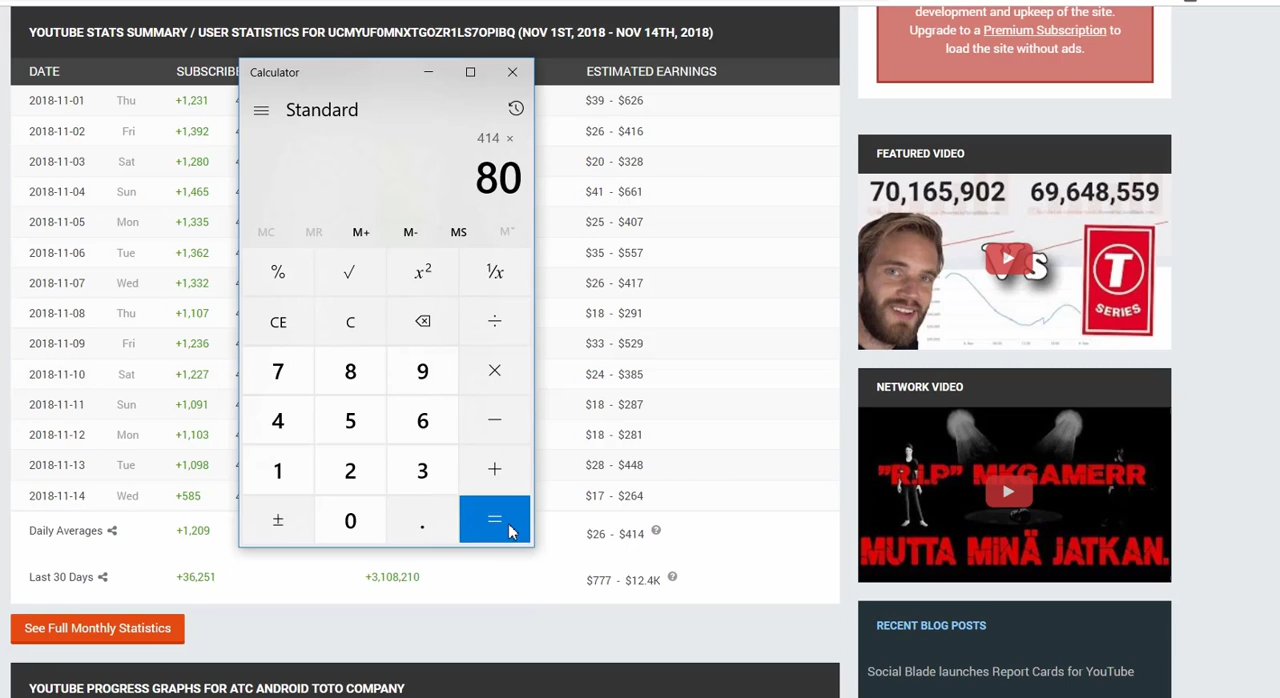 development and upkeep of the site.
Upgrade to a Premium Subscription to
load the site without ads.
YOUTUBE STATS SUMMARY / USER STATISTICS FOR UCMYUF0MNXTGOZR1LS7OPIBQ (NOV 1ST, 2018 - NOV 14TH, 2018)
DATE SUBSCRIBE ESTIMATED EARNINGS
2018-11-01 Thu +1,231 $39 - $626
2018-11-02 Fri +1,392 $26 - $416
2018-11-03 Sat +1,280 $20 - $328
2018-11-04 Sun +1,465 $41 - $661
2018-11-05 Mon +1,335 $25 - $407
2018-11-06 Tue +1,362 $35 - $557
2018-11-07 Wed +1,332 $26 - $417
2018-11-08 Thu +1,107 $18 - $291
2018-11-09 Fri +1,236 $33 - $529
2018-11-10 Sat +1,227 $24 - $385
2018-11-11 Sun +1,091 $18 - $287
2018-11-12 Mon +1,103 $18 - $281
2018-11-13 Tue +1,098 $28 - $448
2018-11-14 Wed +585 $17 - $264
Daily Averages +1,209 $26 - $414
Last 30 Days +36,251 +3,108,210 $777 - $12.4K
See Full Monthly Statistics
YOUTUBE PROGRESS GRAPHS FOR ATC ANDROID TOTO COMPANY
Calculator
Standard
414 ×
80
MC MR M+ M- MS M˅
% √ x² ¹/x
CE C ÷
7 8 9 ×
4 5 6 −
1 2 3 +
± 0 . =
FEATURED VIDEO
70,165,902 69,648,559
Vs
T
SERIES
NETWORK VIDEO
"R.I.P" MKGAMERR
MUTTA MINÄ JATKAN.
RECENT BLOG POSTS
Social Blade launches Report Cards for YouTube